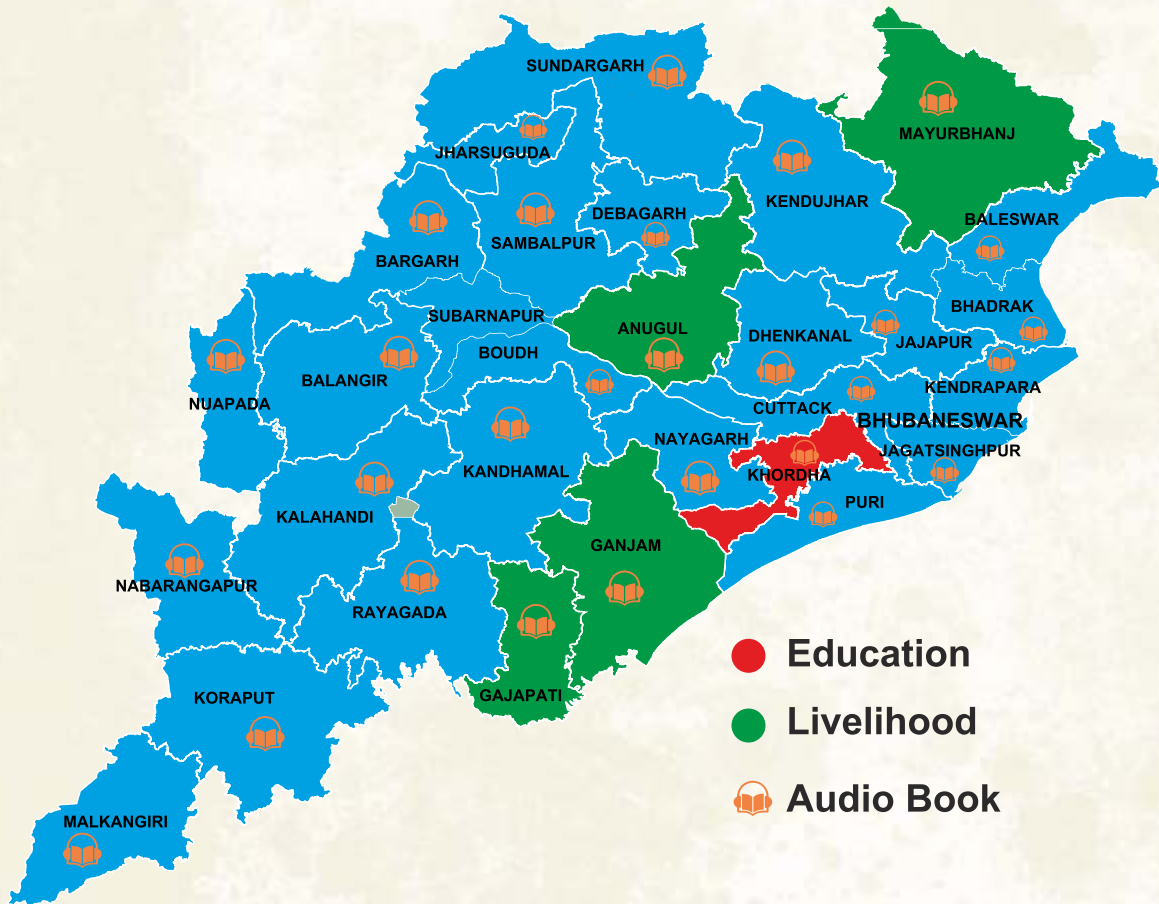 SUNDARGARH
MAYURBHANJ
JHARSUGUDA
KENDUJHAR
DEBAGARH
BALESWAR
SAMBALPUR
BARGARH
BHADRAK
SUBARNAPUR
ANUGUL
DHENKANAL
JAJAPUR
BOUDH
BALANGIR
KENDRAPARA
NUAPADA
CUTTACK
BHUBANESWAR
NAYAGARH
JAGATSINGHPUR
KANDHAMAL
KHORDHA
PURI
KALAHANDI
GANJAM
NABARANGAPUR
RAYAGADA
Education
GAJAPATI
KORAPUT
Livelihood
Audio Book
MALKANGIRI